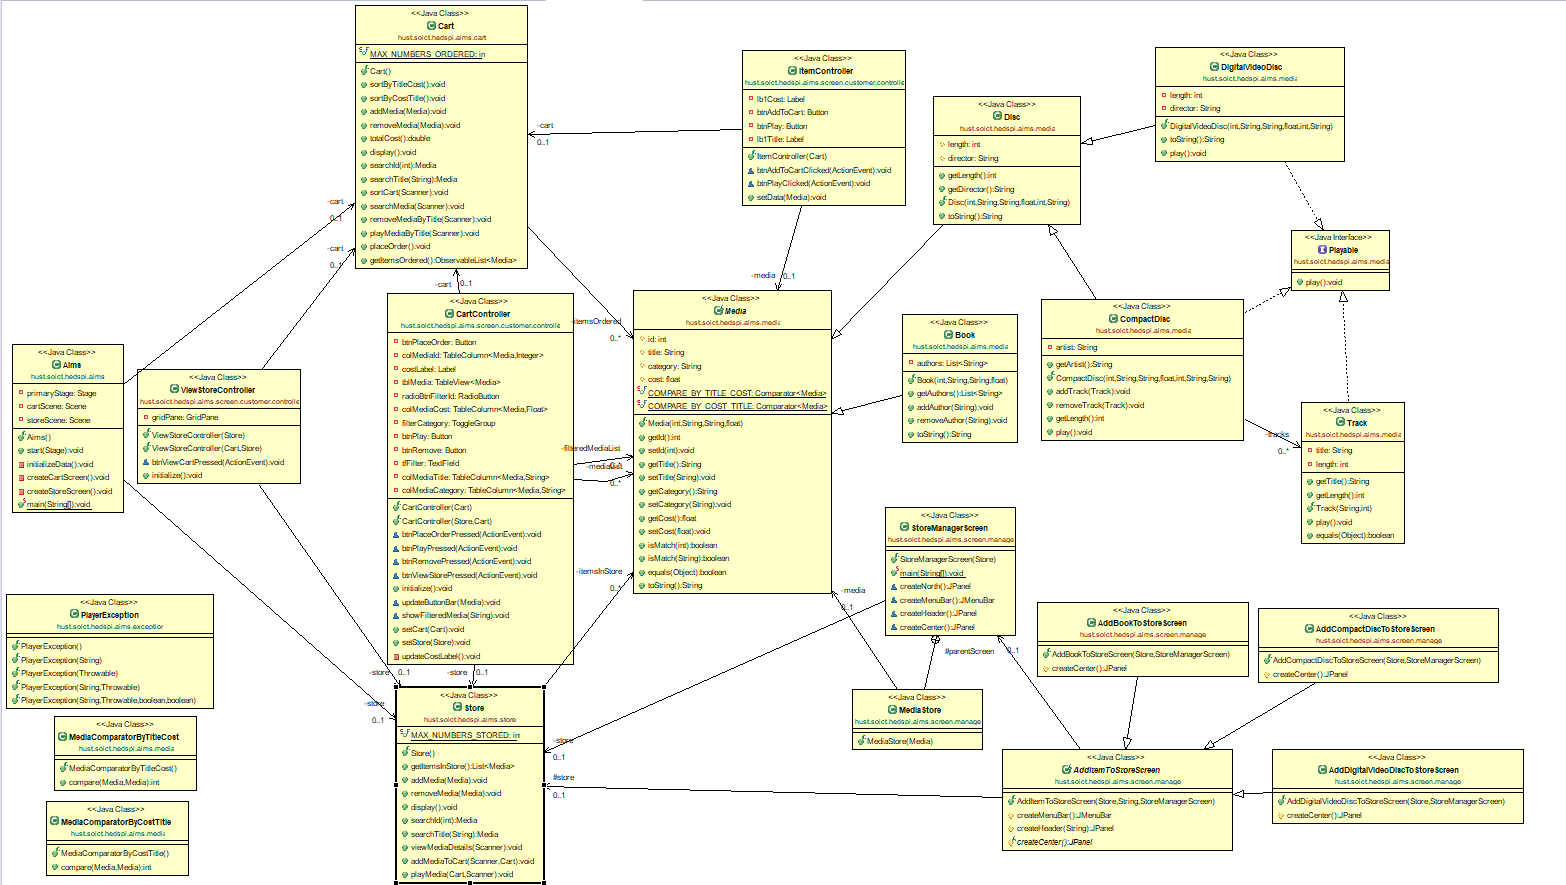 <<Java Class>>
Cart
hust.soict.hedspi.aims.cart
MAX_NUMBERS_ORDERED: in
Cart()
sortByTitleCost():void
sortByCostTitle():void
addMedia(Media):void
removeMedia(Media):void
totalCost():double
display():void
searchId(int):Media
searchTitle(String):Media
sortCart(Scanner):void
searchMedia(Scanner):void
removeMediaByTitle(Scanner):void
playMediaByTitle(Scanner):void
placeOrder():void
getItemsOrdered():ObservableList<Media>
<<Java Class>>
ItemController
hust.soict.hedspi.aims.screen.customer.controlle
lb1Cost: Label
btnAddToCart: Button
btnPlay: Button
lb1Title: Label
ItemController(Cart)
btnAddToCartClicked(ActionEvent):void
btnPlayClicked(ActionEvent):void
setData(Media):void
<<Java Class>>
Disc
hust.soict.hedspi.aims.media
length: int
director: String
getLength():int
getDirector():String
Disc(int,String,String,float,int,String)
toString():String
<<Java Class>>
DigitalVideoDisc
hust.soict.hedspi.aims.media
length: int
director: String
DigitalVideoDisc(int,String,String,float,int,String)
toString():String
play():void
<<Java Interface>>
Playable
hust.soict.hedspi.aims.media
play():void
-cart
0..1
-cart
0..1
-cart
0..1
-cart
0..1
-media
0..1
-itemsOrdered
0..*
<<Java Class>>
CartController
hust.soict.hedspi.aims.screen.customer.controlle
btnPlaceOrder: Button
colMediaId: TableColumn<Media,Integer>
costLabel: Label
tblMedia: TableView<Media>
radioBtnFilterId: RadioButton
colMediaCost: TableColumn<Media,Float>
filterCategory: ToggleGroup
btnPlay: Button
btnRemove: Button
tfFilter: TextField
colMediaTitle: TableColumn<Media,String>
colMediaCategory: TableColumn<Media,String>
CartController(Cart)
CartController(Store,Cart)
btnPlaceOrderPressed(ActionEvent):void
btnPlayPressed(ActionEvent):void
btnRemovePressed(ActionEvent):void
btnViewStorePressed(ActionEvent):void
initialize():void
updateButtonBar(Media):void
showFilteredMedia(String):void
setCart(Cart):void
setStore(Store):void
updateCostLabel():void
<<Java Class>>
Media
hust.soict.hedspi.aims.media
id: int
title: String
category: String
cost: float
COMPARE_BY_TITLE_COST: Comparator<Media>
COMPARE_BY_COST_TITLE: Comparator<Media>
Media(int,String,String,float)
getId():int
setId(int):void
getTitle():String
setTitle(String):void
getCategory():String
setCategory(String):void
getCost():float
setCost(float):void
isMatch(int):boolean
isMatch(String):boolean
equals(Object):boolean
toString():String
<<Java Class>>
Book
hust.soict.hedspi.aims.media
authors: List<String>
Book(int,String,String,float)
getAuthors():List<String>
addAuthor(String):void
removeAuthor(String):void
toString():String
<<Java Class>>
CompactDisc
hust.soict.hedspi.aims.media
artist: String
getArtist():String
CompactDisc(int,String,String,float,int,String,String)
addTrack(Track):void
removeTrack(Track):void
getLength():int
play():void
-tracks
0..*
<<Java Class>>
Track
hust.soict.hedspi.aims.media
title: String
length: int
getTitle():String
getLength():int
Track(String,int)
play():void
equals(Object):boolean
<<Java Class>>
Aims
hust.soict.hedspi.aims
primaryStage: Stage
cartScene: Scene
storeScene: Scene
Aims()
start(Stage):void
initializeData():void
createCartScreen():void
createStoreScreen():void
main(String[]):void
<<Java Class>>
ViewStoreController
hust.soict.hedspi.aims.screen.customer.controlle
gridPane: GridPane
ViewStoreController(Store)
ViewStoreController(Cart,Store)
btnViewCartPressed(ActionEvent):void
initialize():void
-filteredMediaList
0..*
-itemsInStore
0..*
-media
0..1
<<Java Class>>
StoreManagerScreen
hust.soict.hedspi.aims.screen.manage
StoreManagerScreen(Store)
main(String[]):void
createNorth():JPanel
createMenuBar():JMenuBar
createHeader():JPanel
createCenter():JPanel
#parentScreen
0..1
<<Java Class>>
PlayerException
hust.soict.hedspi.aims.exception
PlayerException()
PlayerException(String)
PlayerException(Throwable)
PlayerException(String,Throwable)
PlayerException(String,Throwable,boolean,boolean)
<<Java Class>>
AddBookToStoreScreen
hust.soict.hedspi.aims.screen.manage
AddBookToStoreScreen(Store,StoreManagerScreen)
createCenter():JPanel
<<Java Class>>
AddCompactDiscToStoreScreen
hust.soict.hedspi.aims.screen.manage
AddCompactDiscToStoreScreen(Store,StoreManagerScreen)
createCenter():JPanel
-store
0..1
-store
0..1
-store
0..1
-store
0..1
#store
0..1
<<Java Class>>
Store
hust.soict.hedspi.aims.store
MAX_NUMBERS_STORED: int
Store()
getItemsInStore():List<Media>
addMedia(Media):void
removeMedia(Media):void
display():void
searchId(int):Media
searchTitle(String):Media
viewMediaDetails(Scanner):void
addMediaToCart(Scanner,Cart):void
playMedia(Cart,Scanner):void
<<Java Class>>
MediaStore
hust.soict.hedspi.aims.screen.manage
MediaStore(Media)
<<Java Class>>
MediaComparatorByTitleCost
hust.soict.hedspi.aims.media
MediaComparatorByTitleCost()
compare(Media,Media):int
<<Java Class>>
MediaComparatorByCostTitle
hust.soict.hedspi.aims.media
MediaComparatorByCostTitle()
compare(Media,Media):int
<<Java Class>>
AddItemToStoreScreen
hust.soict.hedspi.aims.screen.manage
AddItemToStoreScreen(Store,String,StoreManagerScreen)
createMenuBar():JMenuBar
createHeader(String):JPanel
createCenter():JPanel
<<Java Class>>
AddDigitalVideoDiscToStoreScreen
hust.soict.hedspi.aims.screen.manage
AddDigitalVideoDiscToStoreScreen(Store,StoreManagerScreen)
createCenter():JPanel